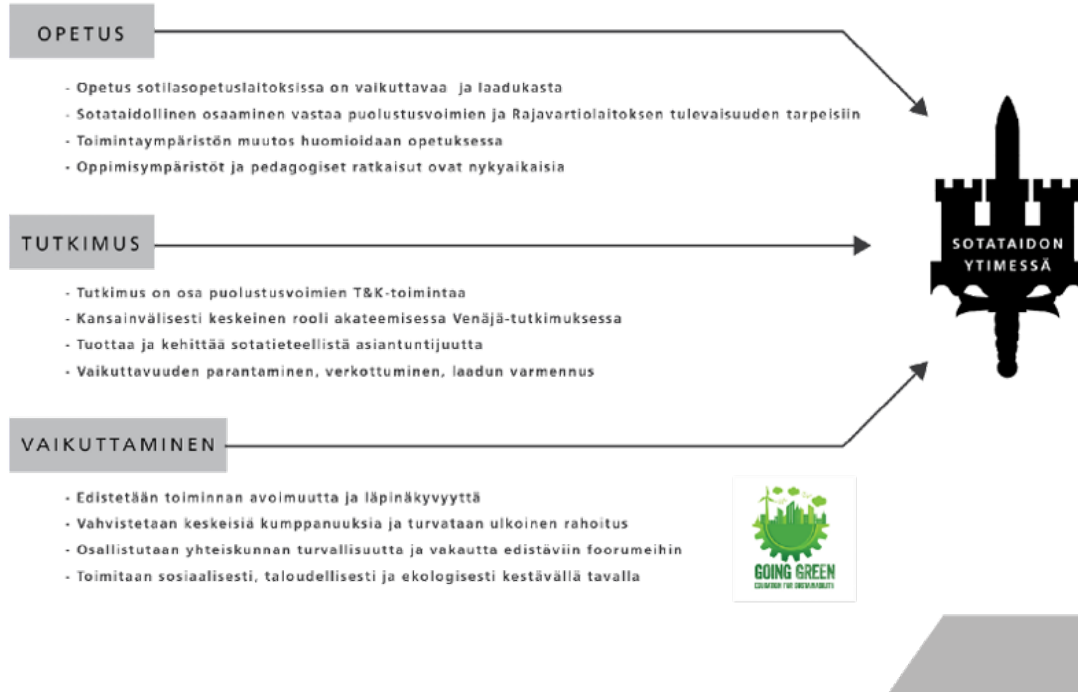 OPETUS
- Opetus sotilasopetuslaitoksissa on vaikuttavaa ja laadukasta
- Sotataidollinen osaaminen vastaa puolustusvoimien ja Rajavartiolaitoksen tulevaisuuden tarpeisiin
- Toimintaympäristön muutos huomioidaan opetuksessa
- Oppimisympäristöt ja pedagogiset ratkaisut ovat nykyaikaisia
SOTATAIDON
YTIMESSÄ
TUTKIMUS
- Tutkimus on osa puolustusvoimien T&K-toimintaa
- Kansainvälisesti keskeinen rooli akateemisessa Venäjä-tutkimuksessa
- Tuottaa ja kehittää sotatieteellistä asiantuntijuutta
- Vaikuttavuuden parantaminen, verkottuminen, laadun varmennus
VAIKUTTAMINEN
- Edistetään toiminnan avoimuutta ja läpinäkyvyyttä
- Vahvistetaan keskeisiä kumppanuuksia ja turvataan ulkoinen rahoitus
- Osallistutaan yhteiskunnan turvallisuutta ja vakautta edistäviin foorumeihin
- Toimitaan sosiaalisesti, taloudellisesti ja ekologisesti kestävällä tavalla
GOING GREEN
FOR SUSTAINABILITY